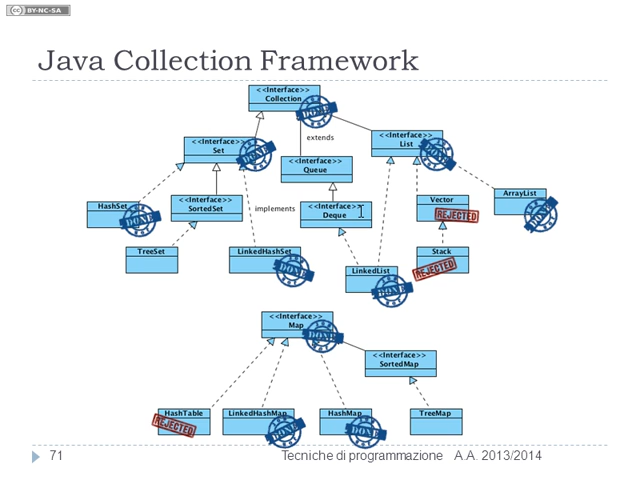 cc BY-NC-SA
Java Collection Framework
<<Interface>>
Collection
DONE
extends
<<Interface>>
Set
DONE
<<Interface>>
Queue
<<Interface>>
List
DONE
HashSet
DONE
<<Interface>>
SortedSet
implements
<<Interface>>
Deque
Vector
REJECTED
ArrayList
DONE
TreeSet
LinkedHashSet
DONE
LinkedList
DONE
Stack
REJECTED
<<Interface>>
Map
DONE
<<Interface>>
SortedMap
HashTable
REJECTED
LinkedHashMap
DONE
HashMap
DONE
TreeMap
71
Tecniche di programmazione A.A. 2013/2014